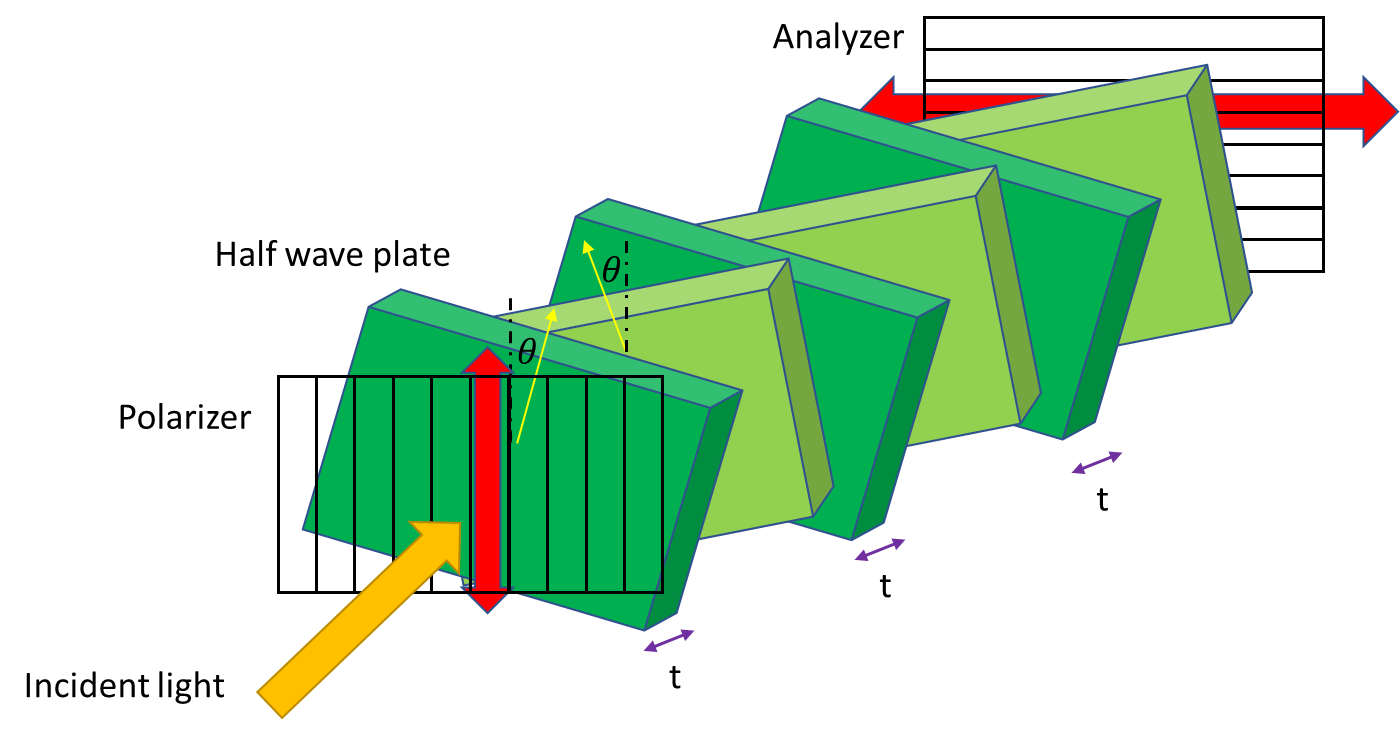 Analyzer
Half wave plate
θ
θ
Polarizer
t
t
t
Incident light